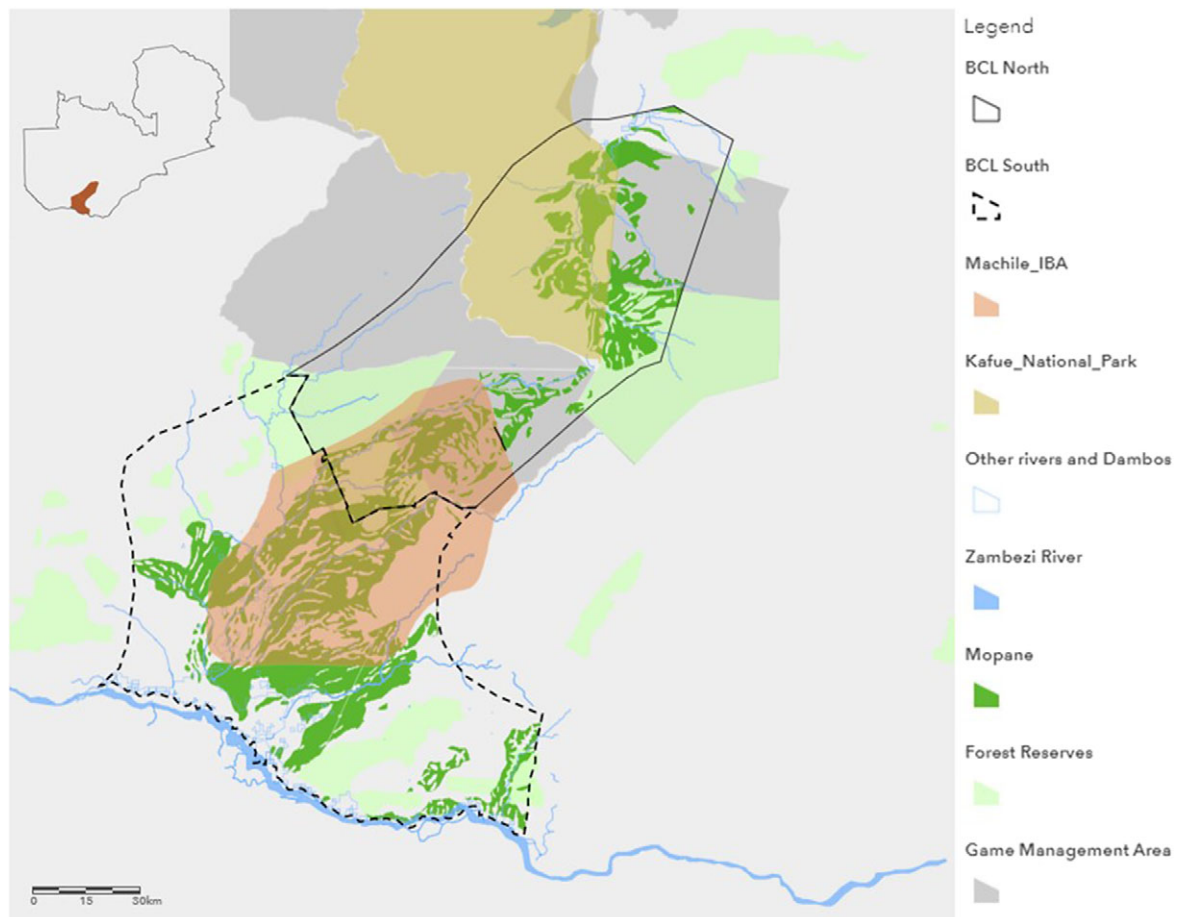 Legend
BCL North
BCL South
Machile_IBA
Kafue_National_Park
Other rivers and Dambos
Zambezi River
Mopane
Forest Reserves
Game Management Area
0 15 30km